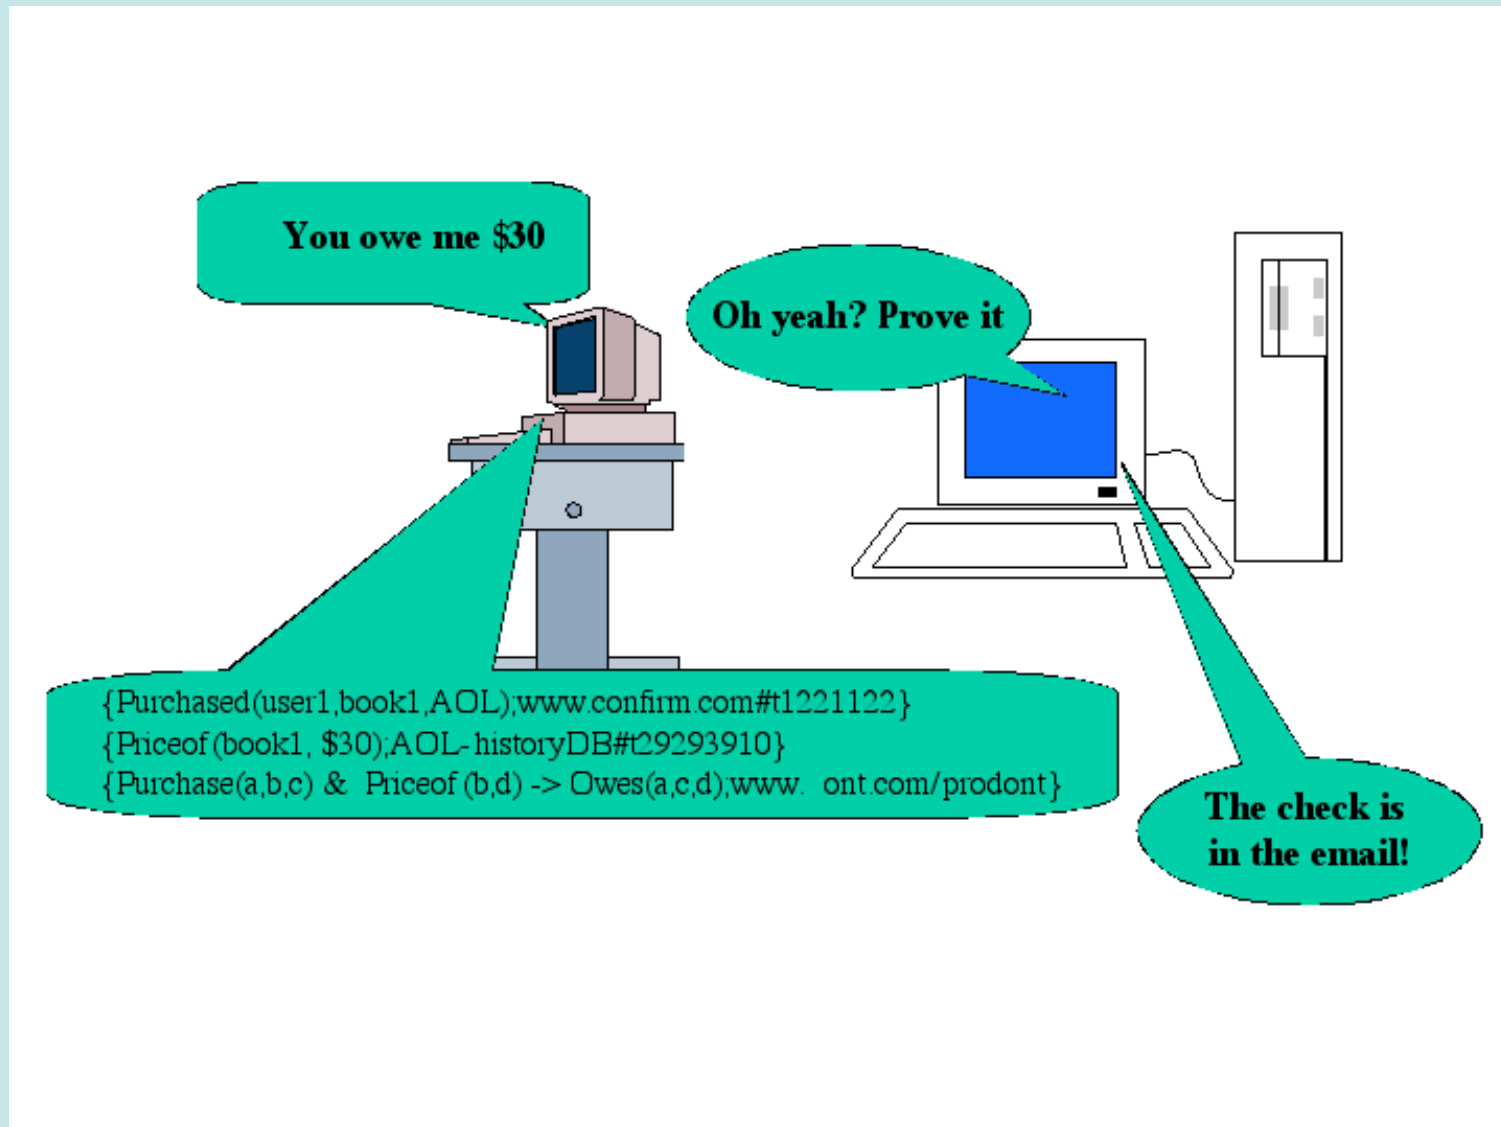 You owe me $30
Oh yeah? Prove it
{Purchased(user1,book1,AOL);www.confirm.com#t1221122}
{Priceof(book1, $30);AOL-historyDB#t29293910}
{Purchase(a,b,c) & Priceof(b,d) -> Owes(a,c,d);www. ont.com/prodont}
The check is
in the email!